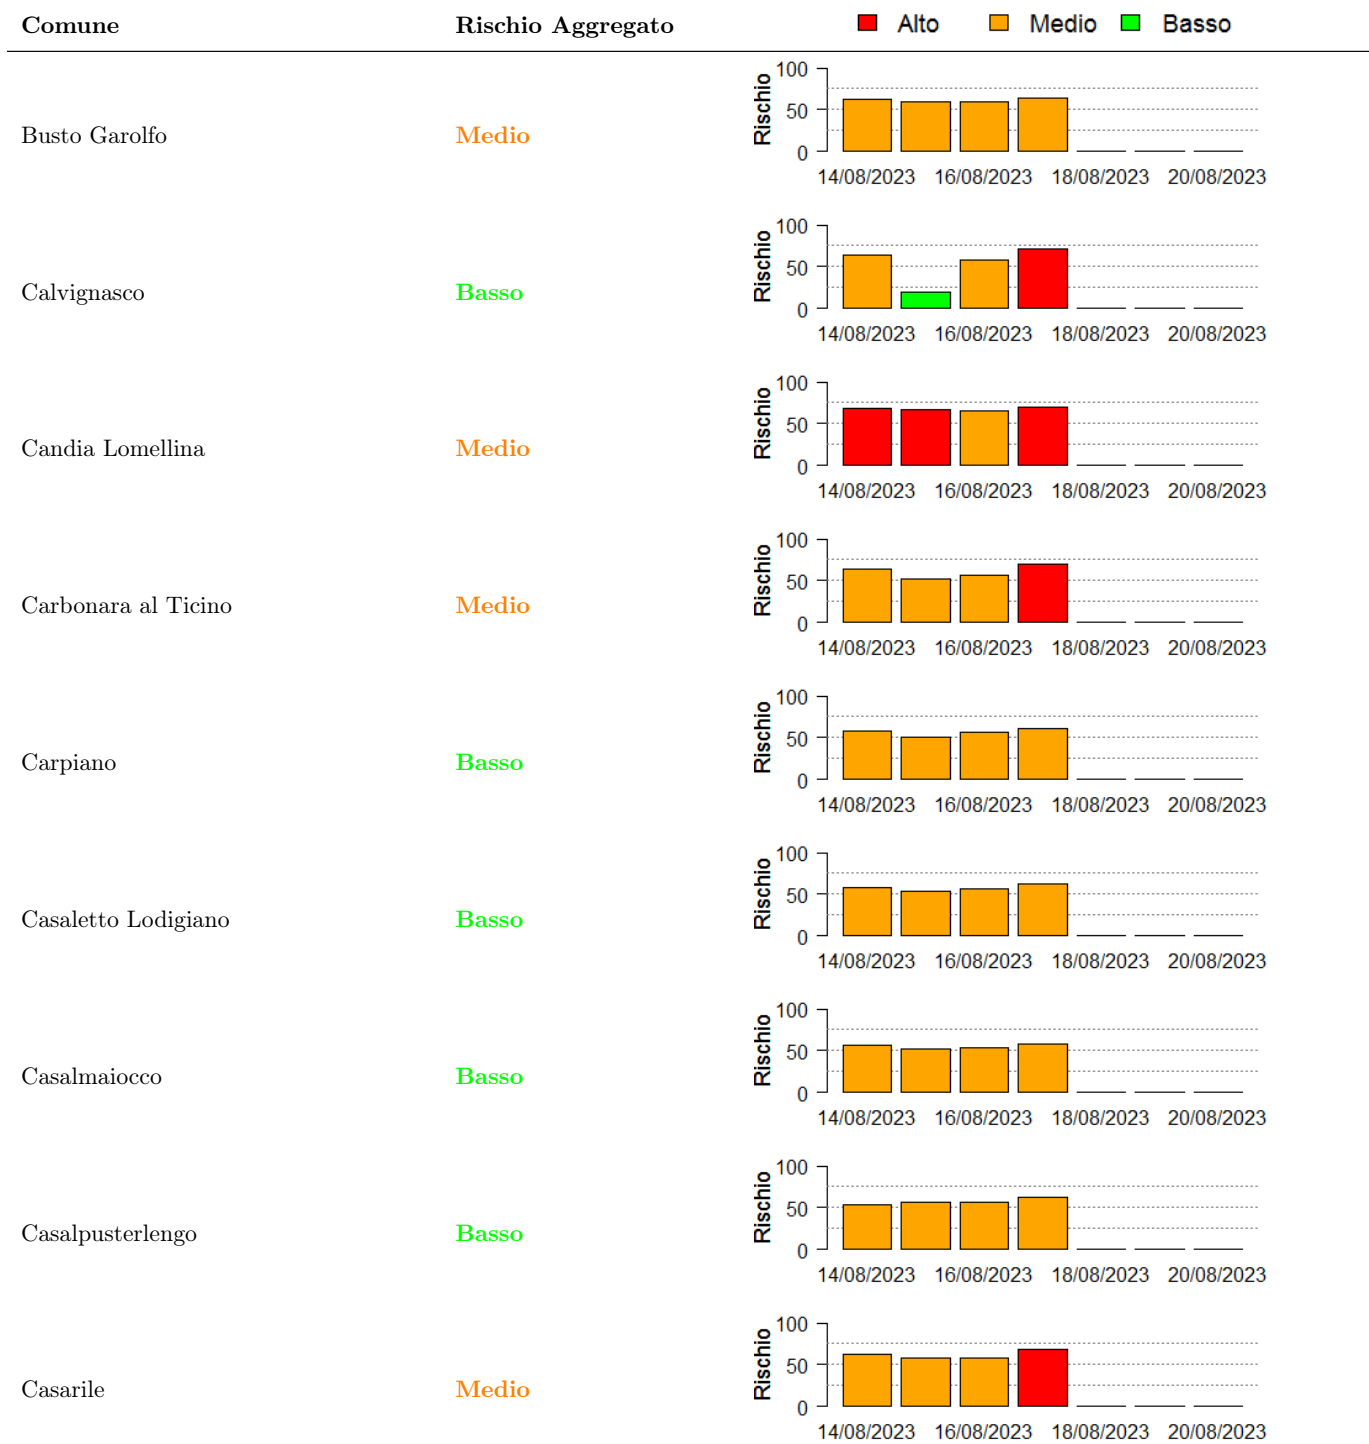 Comune Rischio Aggregato Alto Medio Basso
100
50
0
Rischio
Busto Garolfo Medio
14/08/2023 16/08/2023 18/08/2023 20/08/2023
100
50
0
Rischio
Calvignasco Basso
14/08/2023 16/08/2023 18/08/2023 20/08/2023
100
50
0
Rischio
Candia Lomellina Medio
14/08/2023 16/08/2023 18/08/2023 20/08/2023
100
50
0
Rischio
Carbonara al Ticino Medio
14/08/2023 16/08/2023 18/08/2023 20/08/2023
100
50
0
Rischio
Carpiano Basso
14/08/2023 16/08/2023 18/08/2023 20/08/2023
100
50
0
Rischio
Casaletto Lodigiano Basso
14/08/2023 16/08/2023 18/08/2023 20/08/2023
100
50
0
Rischio
Casalmaiocco Basso
14/08/2023 16/08/2023 18/08/2023 20/08/2023
100
50
0
Rischio
Casalpusterlengo Basso
14/08/2023 16/08/2023 18/08/2023 20/08/2023
100
50
0
Rischio
Casarile Medio
14/08/2023 16/08/2023 18/08/2023 20/08/2023